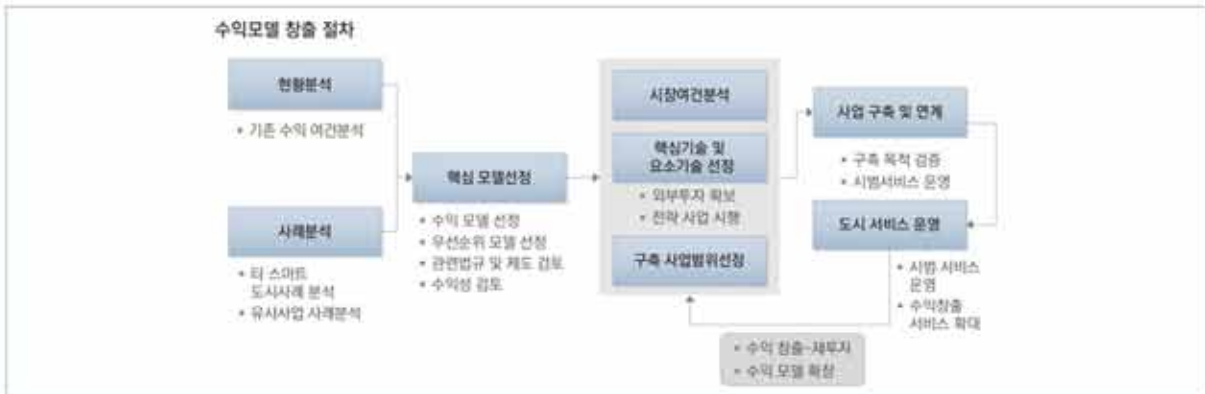 수익모델 창출 절차
현황분석
• 기존 수익 여건분석
사례분석
• 타 스마트
도시사례 분석
• 유사사업 사례분석
핵심 모델선정
• 수익 모델 선정
• 우선순위 모델 선정
• 관련법규 및 제도 검토
• 수익성 검토
시장여건분석
핵심기술 및
요소기술 선정
• 외부투자 확보
• 전략 사업 시행
구축 사업범위선정
사업 구축 및 연계
• 구축 목적 검증
• 시범서비스 운영
도시 서비스 운영
• 시범 서비스
운영
• 수익창출
서비스 확대
• 수익 창출-재투자
• 수익 모델 확장